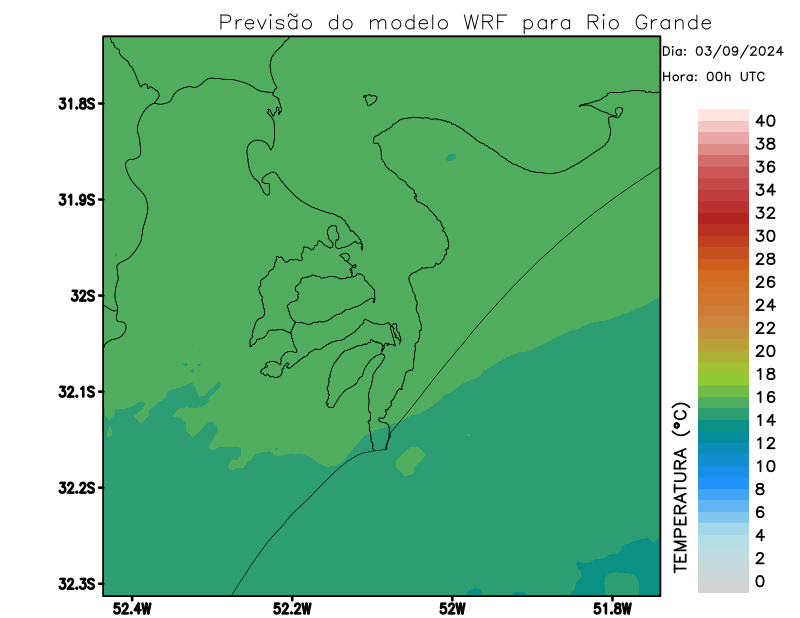 Previsão do modelo WRF para Rio Grande
Dia: 03/09/2024
Hora: 00h UTC
31.8S
31.9S
32S
32.1S
32.2S
32.3S
52.4W
52.2W
52W
51.8W
TEMPERATURA (ºC)
40
38
36
34
32
30
28
26
24
22
20
18
16
14
12
10
8
6
4
2
0